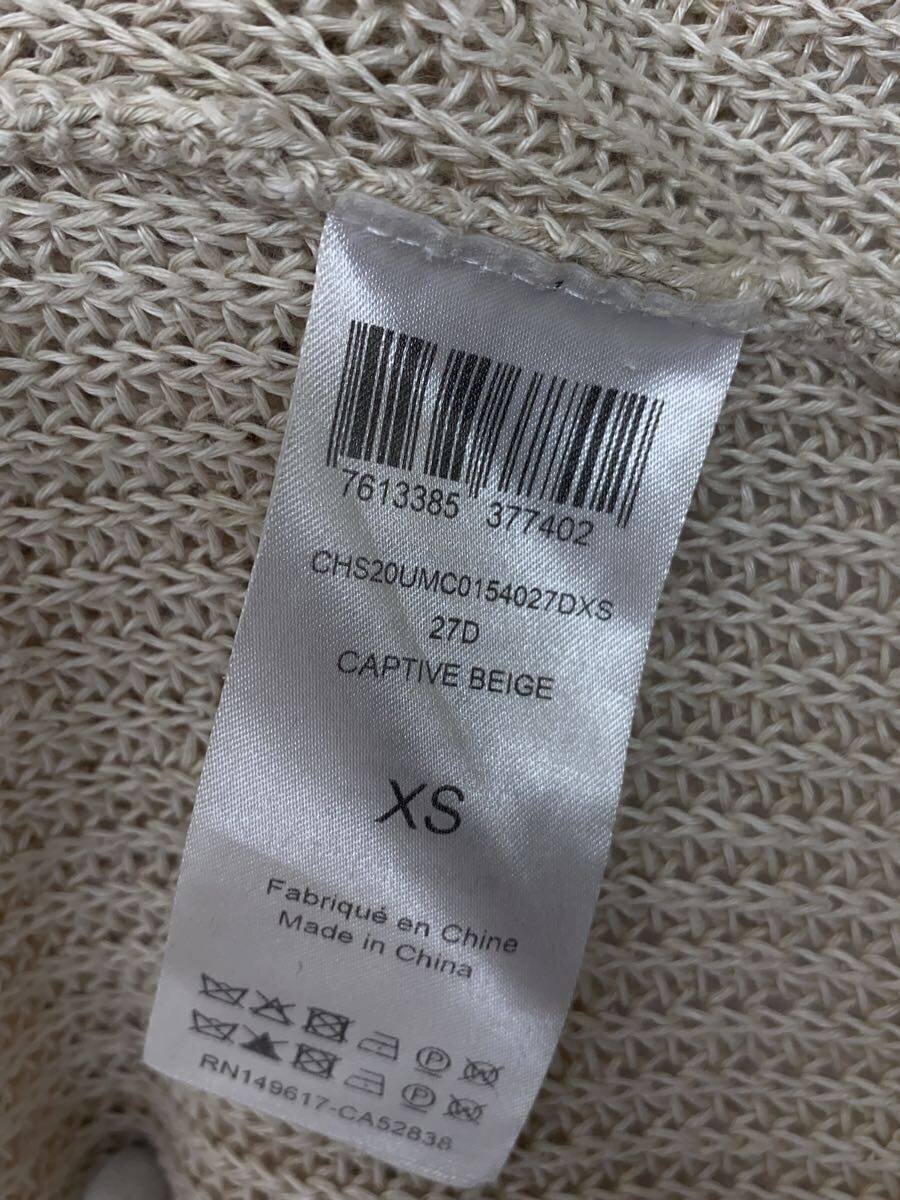 7613385 377402
CHS20UMC0154027DXS
27D
CAPTIVE BEIGE
XS
Fabriqué en Chine
Made in China
P W
P W
RN149617-CA52838